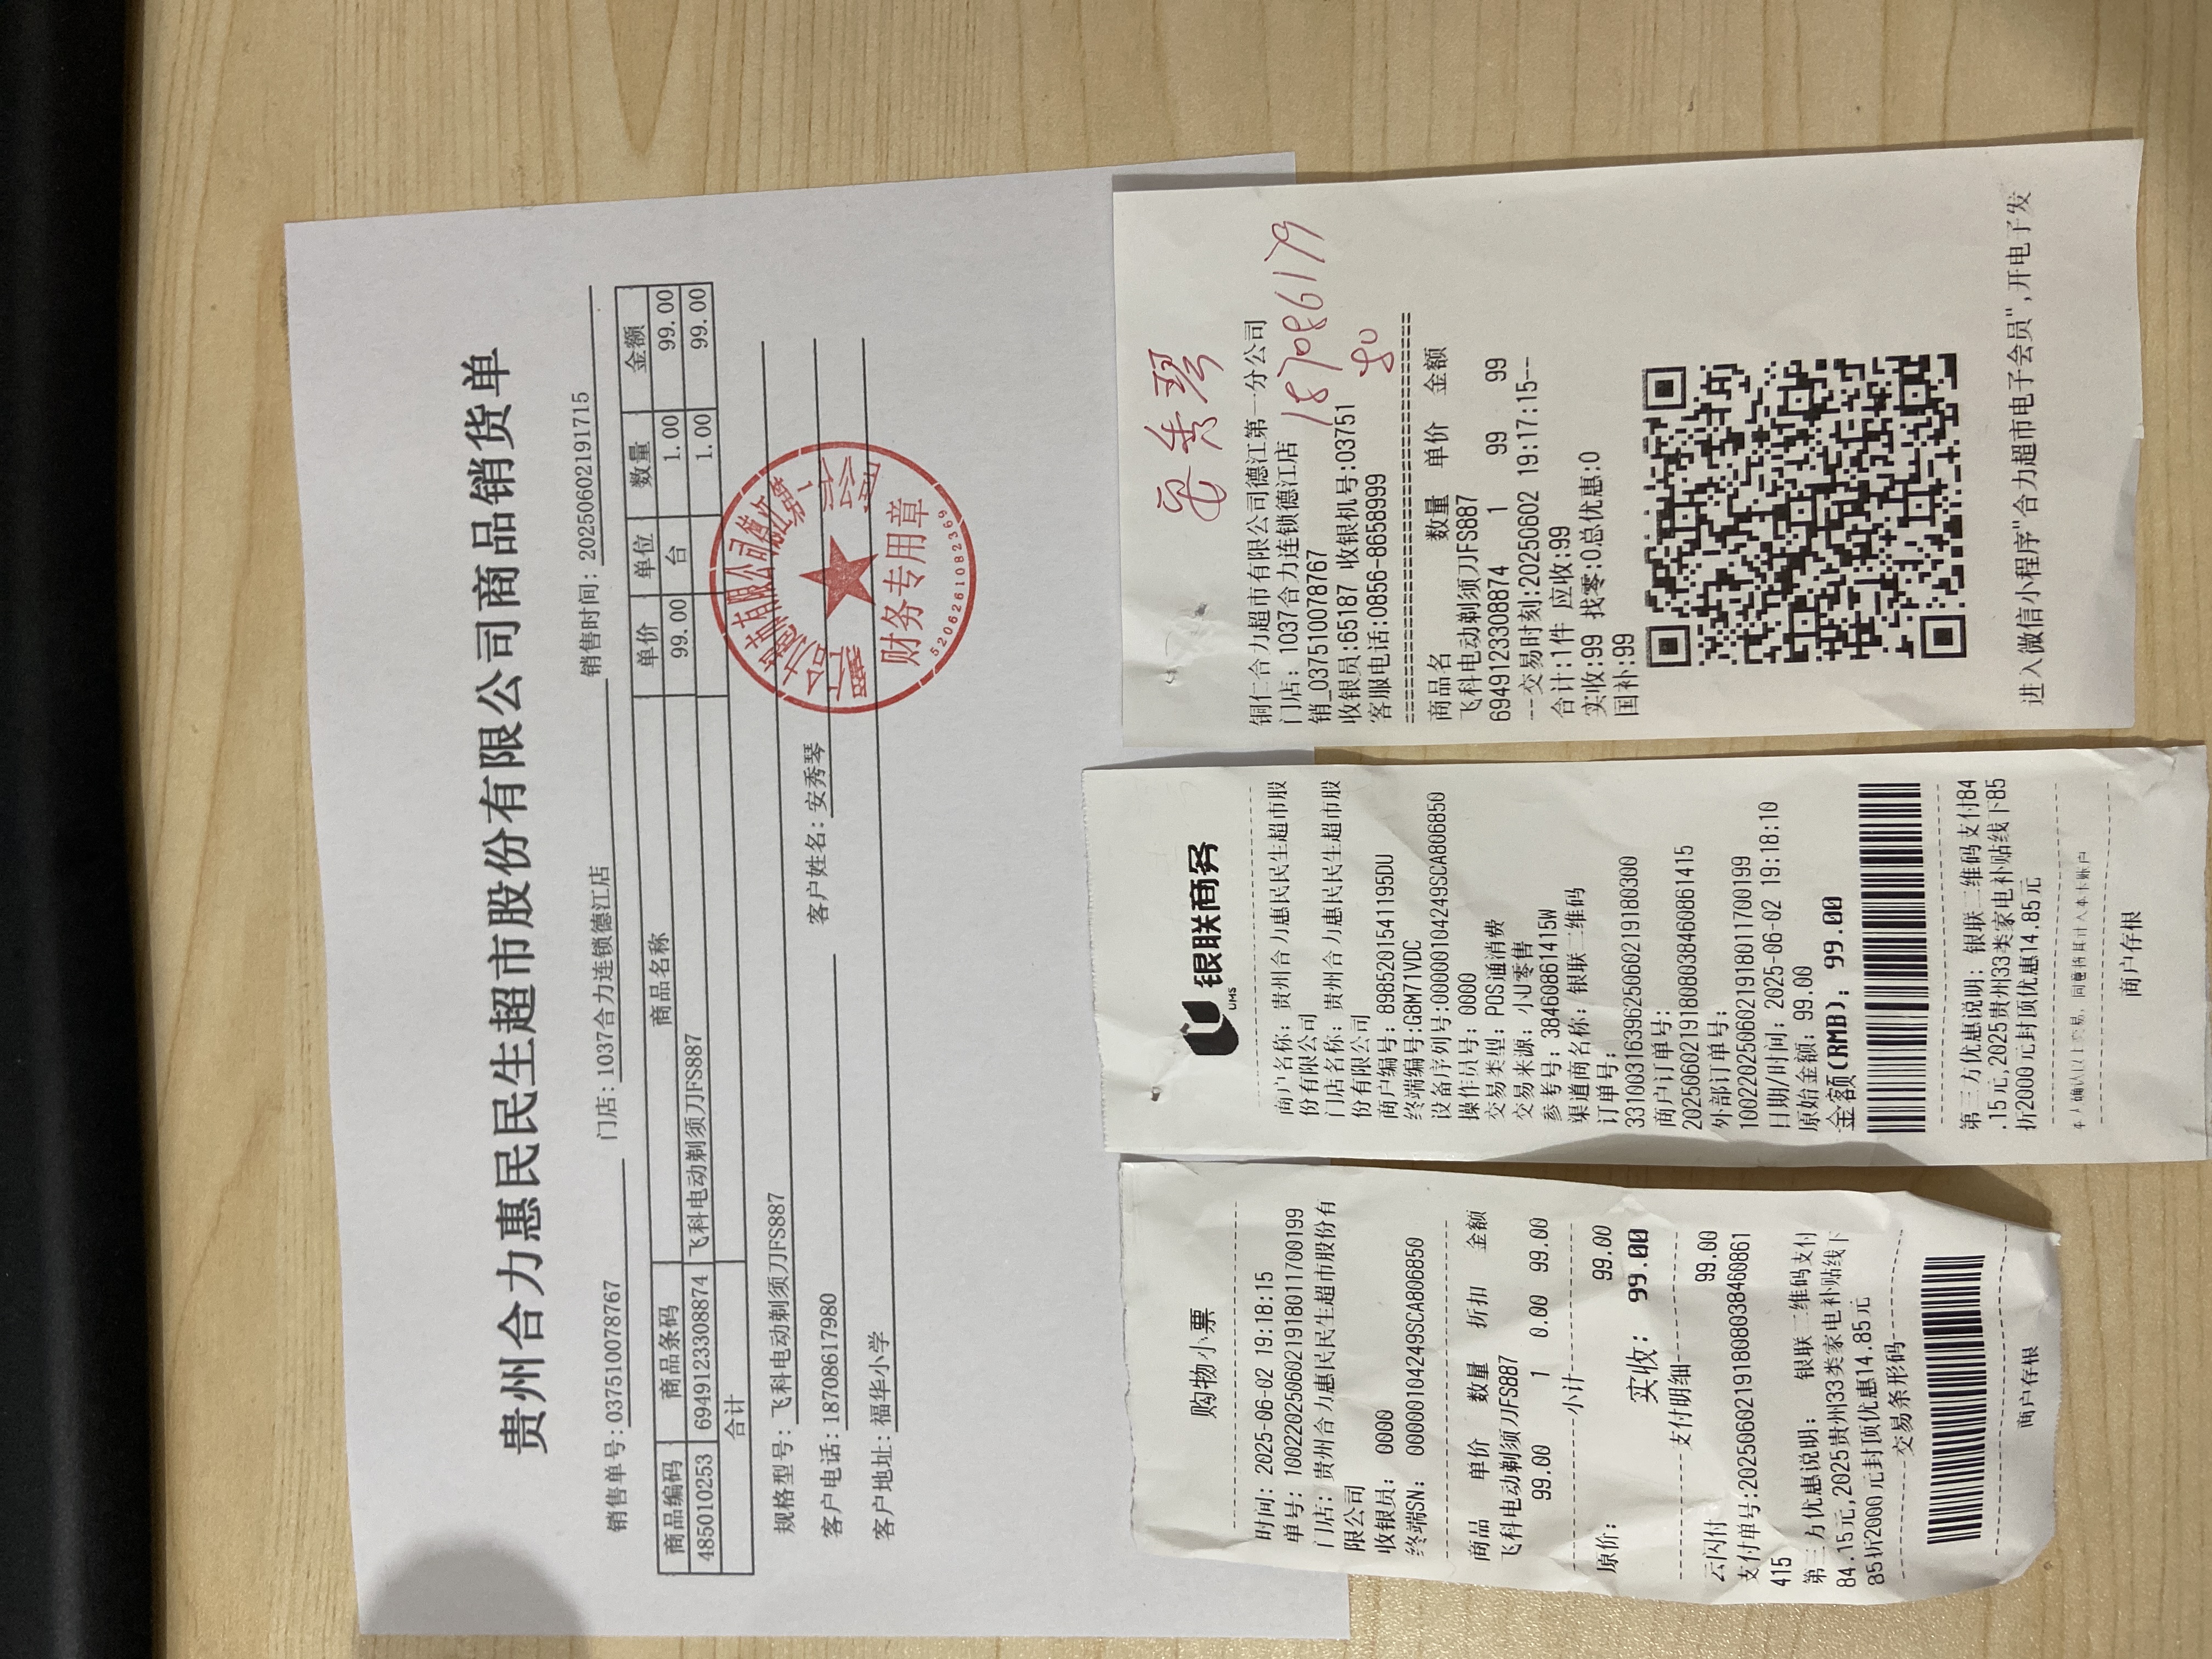 贵州合力惠民民生超市股份有限公司商品销货单
销售单号: 037510078767 门店: 1037合力连锁德江店 销售时间: 20250602191715
商品编码 商品条码 商品名称 单价 单位 数量 金额
485010253 6949123308874 飞科电动剃须刀FS887 99.00 台 1.00 99.00
合计 1.00 99.00
规格型号: 飞科电动剃须刀FS887
客户电话: 18708617980 客户姓名: 安秀琴
客户地址: 福华小学
财务专用章
5206261082369
购物小票
时间: 2025-06-02 19:18:15
单号: 1002202506021918011700199
门店: 贵州合力惠民民生超市股份有
限公司
收银员: 0000
终端SN: 00000104249SCA806850
商品 单价 数量 折扣 金额
飞科电动剃须刀FS887
99.00 1 0.00 99.00
小计
原价: 99.00
实收: 99.00
支付明细
云闪付 99.00
支付单号:20250602191808038460861
415
第三方优惠说明: 银联二维码支付
84.15元,2025贵州33类家电补贴线下
85折2000元封顶优惠14.85元
交易条形码
商户存根
银联商务
UMS
商户名称: 贵州合力惠民民生超市股
份有限公司
门店名称: 贵州合力惠民民生超市股
份有限公司
商户编号: 89852015411195DU
终端编号:G8M71VDC
设备序列号:00000104249SCA806850
操作员号: 0000
交易类型: POS通消费
交易来源: 小U零售
参考号: 38460861415W
渠道商名称: 银联二维码
订单号:
33100316396250602191803​00
商户订单号:
20250602191808038460861415
外部订单号:
1002202506021918011700199
日期/时间: 2025-06-02 19:18:10
原始金额: 99.00
金额(RMB): 99.00
第三方优惠说明: 银联二维码支付84
.15元,2025贵州33类家电补贴线下85
折2000元封顶优惠14.85元
本人确认以上交易,同意将其计入本卡账户
商户存根
安秀琴
187086179
80
铜仁合力超市有限公司德江第一分公司
门店: 1037合力连锁德江店
销_037510078767
收银员:65187 收银机号:03751
客服电话:0856-8658999
商品名 数量 单价 金额
飞科电动剃须刀FS887
6949123308874 1 99 99
---交易时刻:20250602 19:17:15--
合计:1件 应收:99
实收:99 找零:0总优惠:0
国补:99
进入微信小程序"合力超市电子会员",开电子发